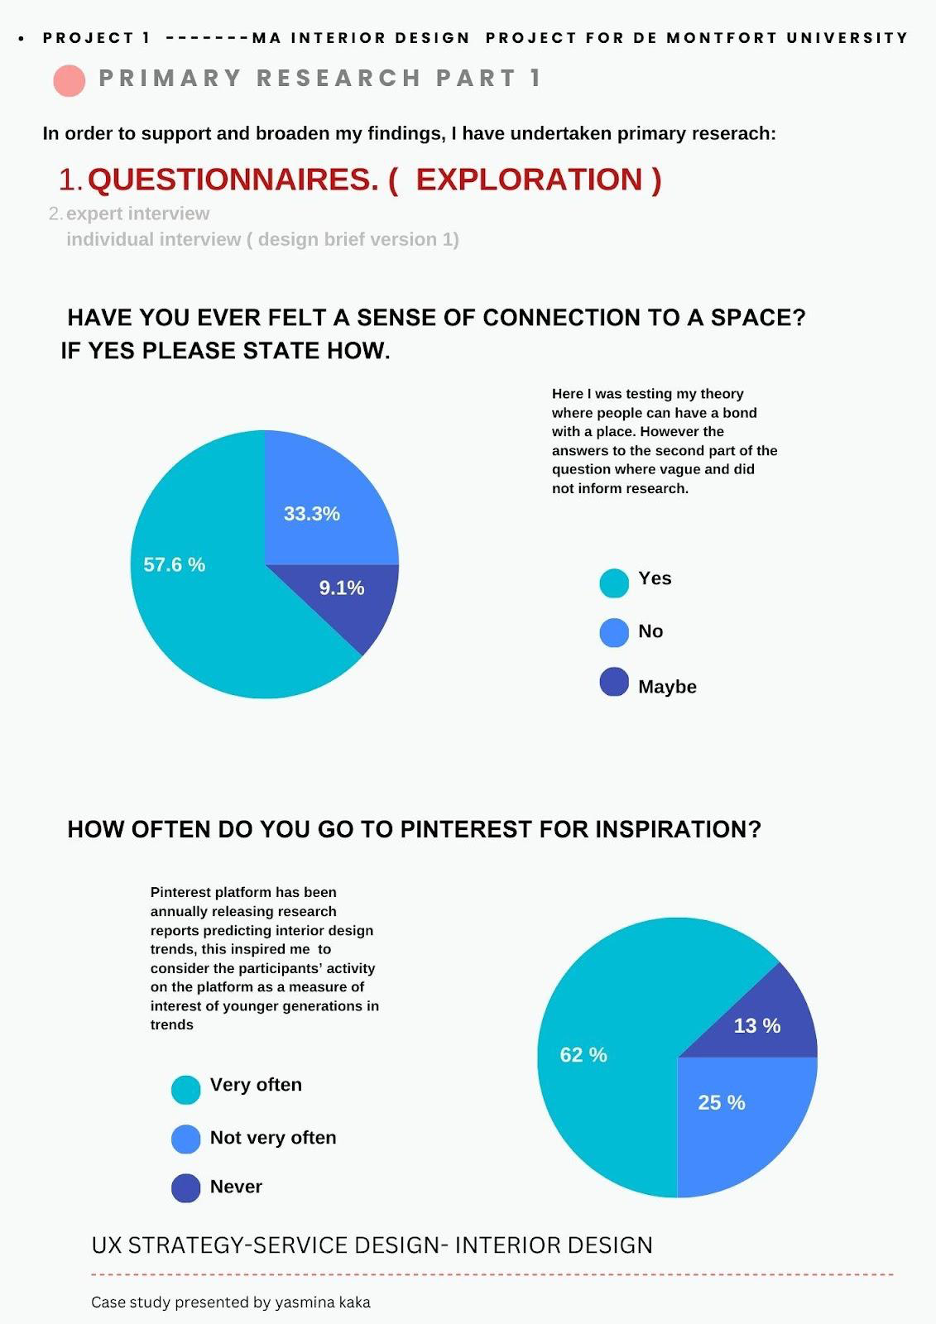 • PROJECT 1 -------MA INTERIOR DESIGN PROJECT FOR DE MONTFORT UNIVERSITY
PRIMARY RESEARCH PART 1
In order to support and broaden my findings, I have undertaken primary reserach:
1. QUESTIONNAIRES. ( EXPLORATION )
2. expert interview
individual interview ( design brief version 1)
HAVE YOU EVER FELT A SENSE OF CONNECTION TO A SPACE?
IF YES PLEASE STATE HOW.
Here I was testing my theory
where people can have a bond
with a place. However the
answers to the second part of the
question where vague and did
not inform research.
33.3%
57.6 %
9.1%
Yes
No
Maybe
HOW OFTEN DO YOU GO TO PINTEREST FOR INSPIRATION?
Pinterest platform has been
annually releasing research
reports predicting interior design
trends, this inspired me to
consider the participants’ activity
on the platform as a measure of
interest of younger generations in
trends
Very often
Not very often
Never
13 %
62 %
25 %
UX STRATEGY-SERVICE DESIGN- INTERIOR DESIGN
Case study presented by yasmina kaka